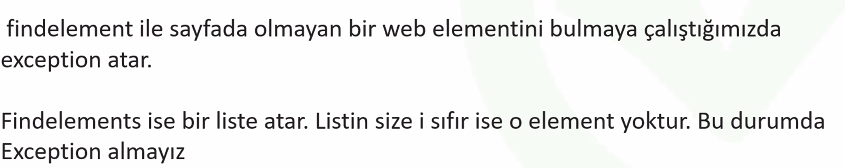 findelement ile sayfada olmayan bir web elementini bulmaya çalıştığımızda
exception atar.
Findelements ise bir liste atar. Listin size i sıfır ise o element yoktur. Bu durumda
Exception almayız